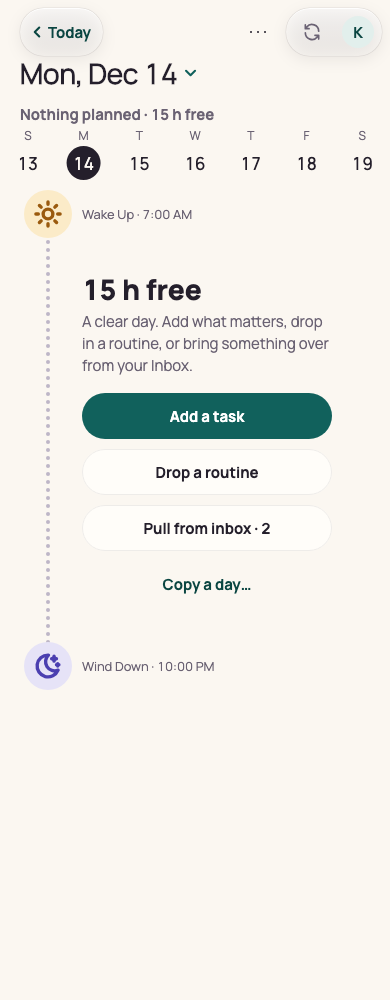 Today
K
Mon, Dec 14
Nothing planned · 15 h free
S M T W T F S
13 14 15 16 17 18 19
Wake Up · 7:00 AM
15 h free
A clear day. Add what matters, drop
in a routine, or bring something over
from your Inbox.
Add a task
Drop a routine
Pull from inbox · 2
Copy a day...
Wind Down · 10:00 PM